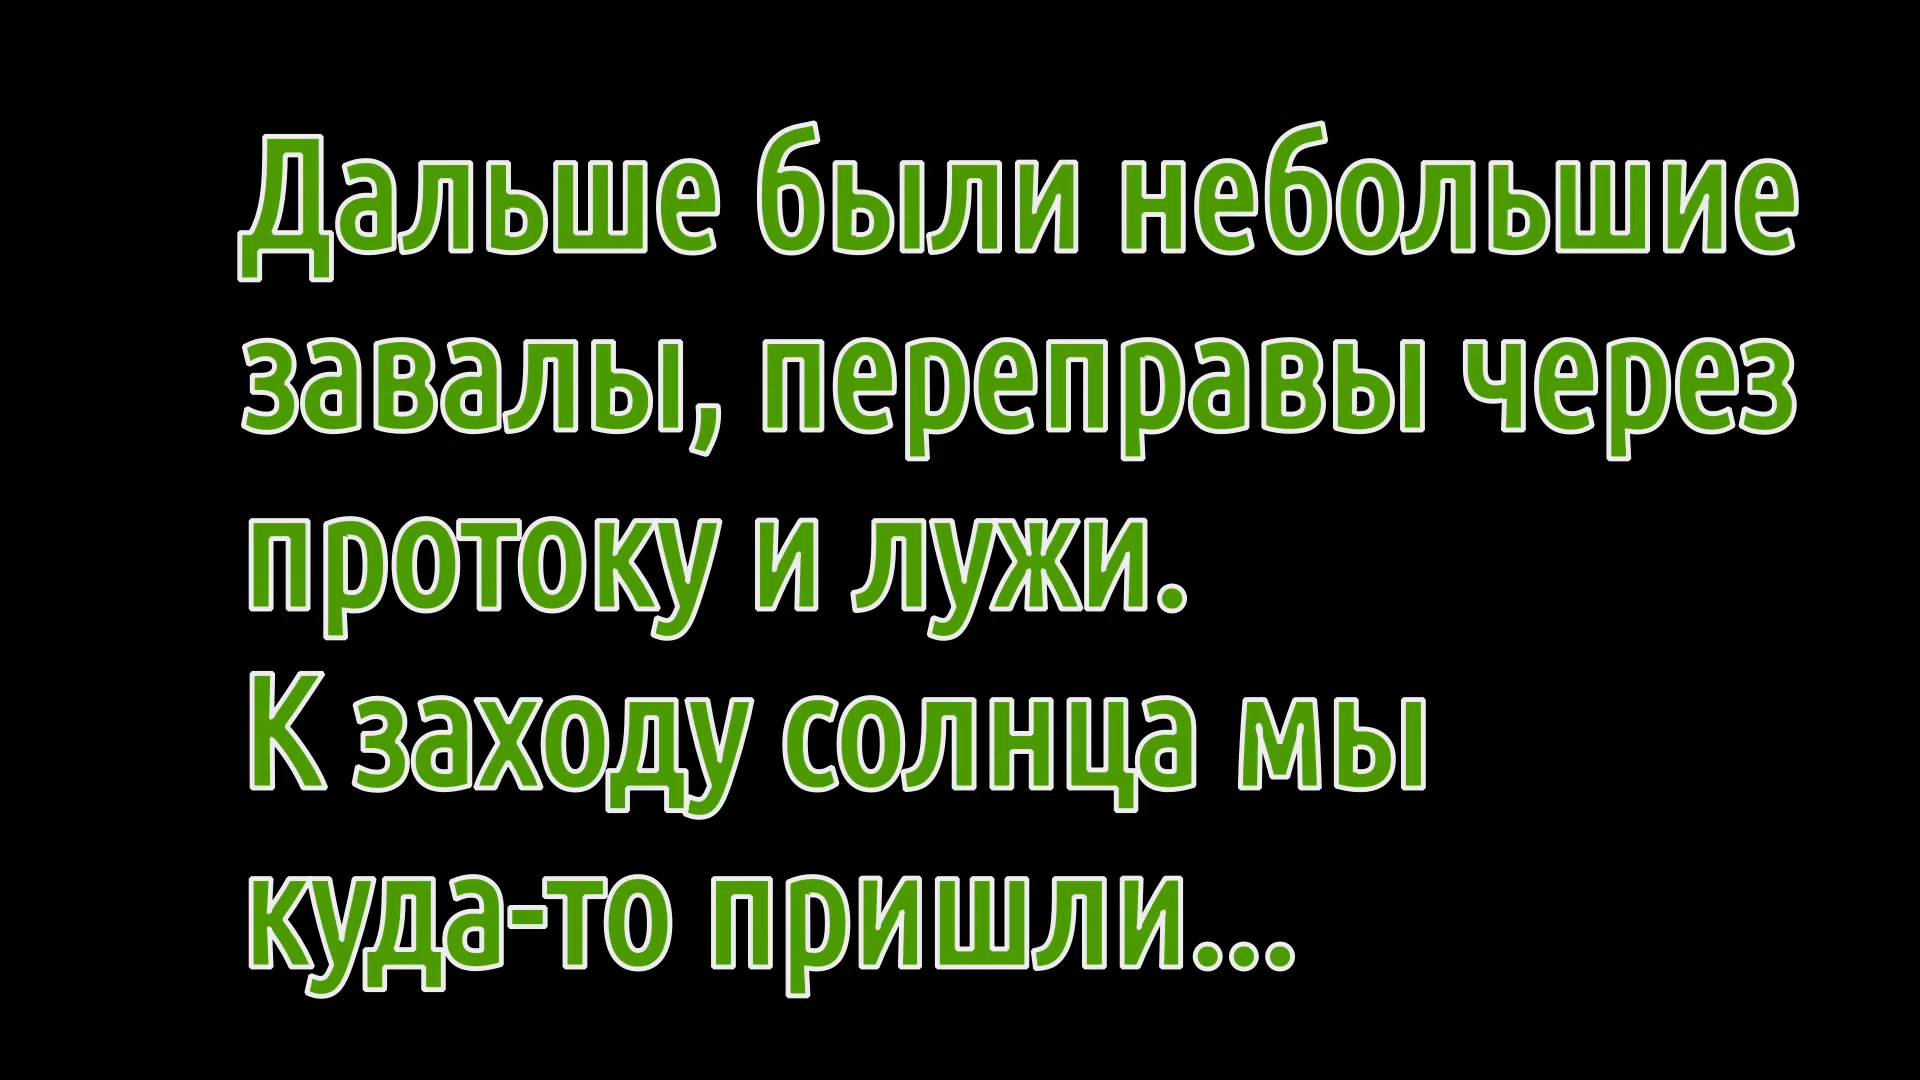 Дальше были небольшие
завалы, переправы через
протоку и лужи.
К заходу солнца мы
куда-то пришли...